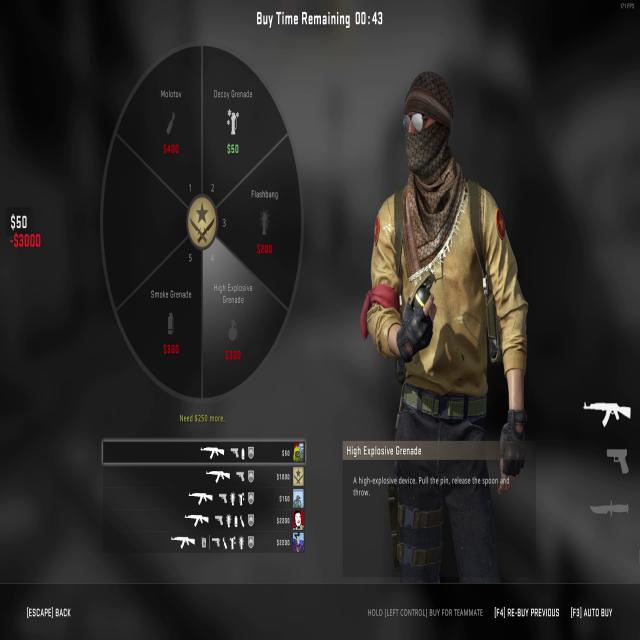 Buy Time Remaining 00:43
Molotov
$400
Decoy Grenade
$50
1
2
Flashbang
3
$200
5
4
Smoke Grenade
$300
High Explosive
Grenade
$300
$50
-$3000
Need $250 more.
$50
$1000
$150
$2200
$2200
High Explosive Grenade
A high-explosive device. Pull the pin, release the spoon and
throw.
[ESCAPE] BACK
HOLD [LEFT CONTROL] BUY FOR TEAMMATE
[F4] RE-BUY PREVIOUS
[F3] AUTO BUY